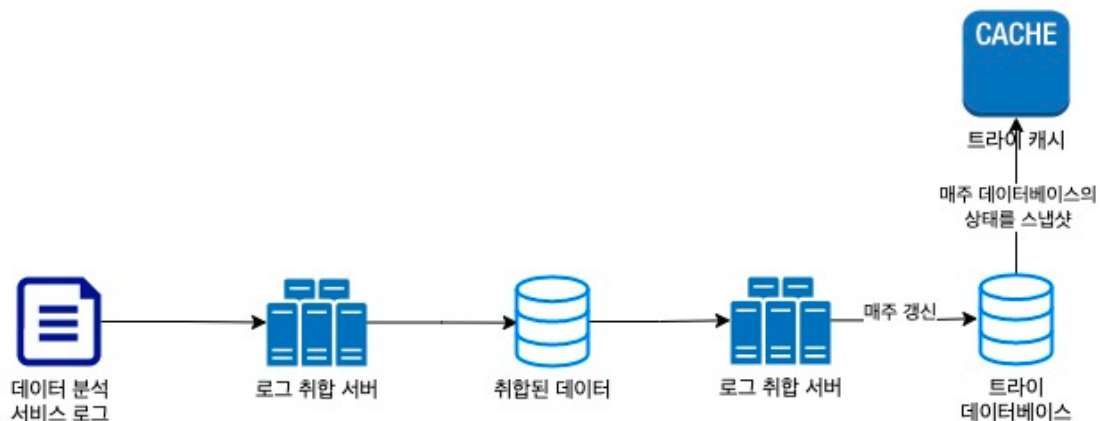 CACHE
트라이 캐시
매주 데이터베이스의
상태를 스냅샷
매주 갱신
데이터 분석
서비스 로그
로그 취합 서버
취합된 데이터
로그 취합 서버
트라이
데이터베이스